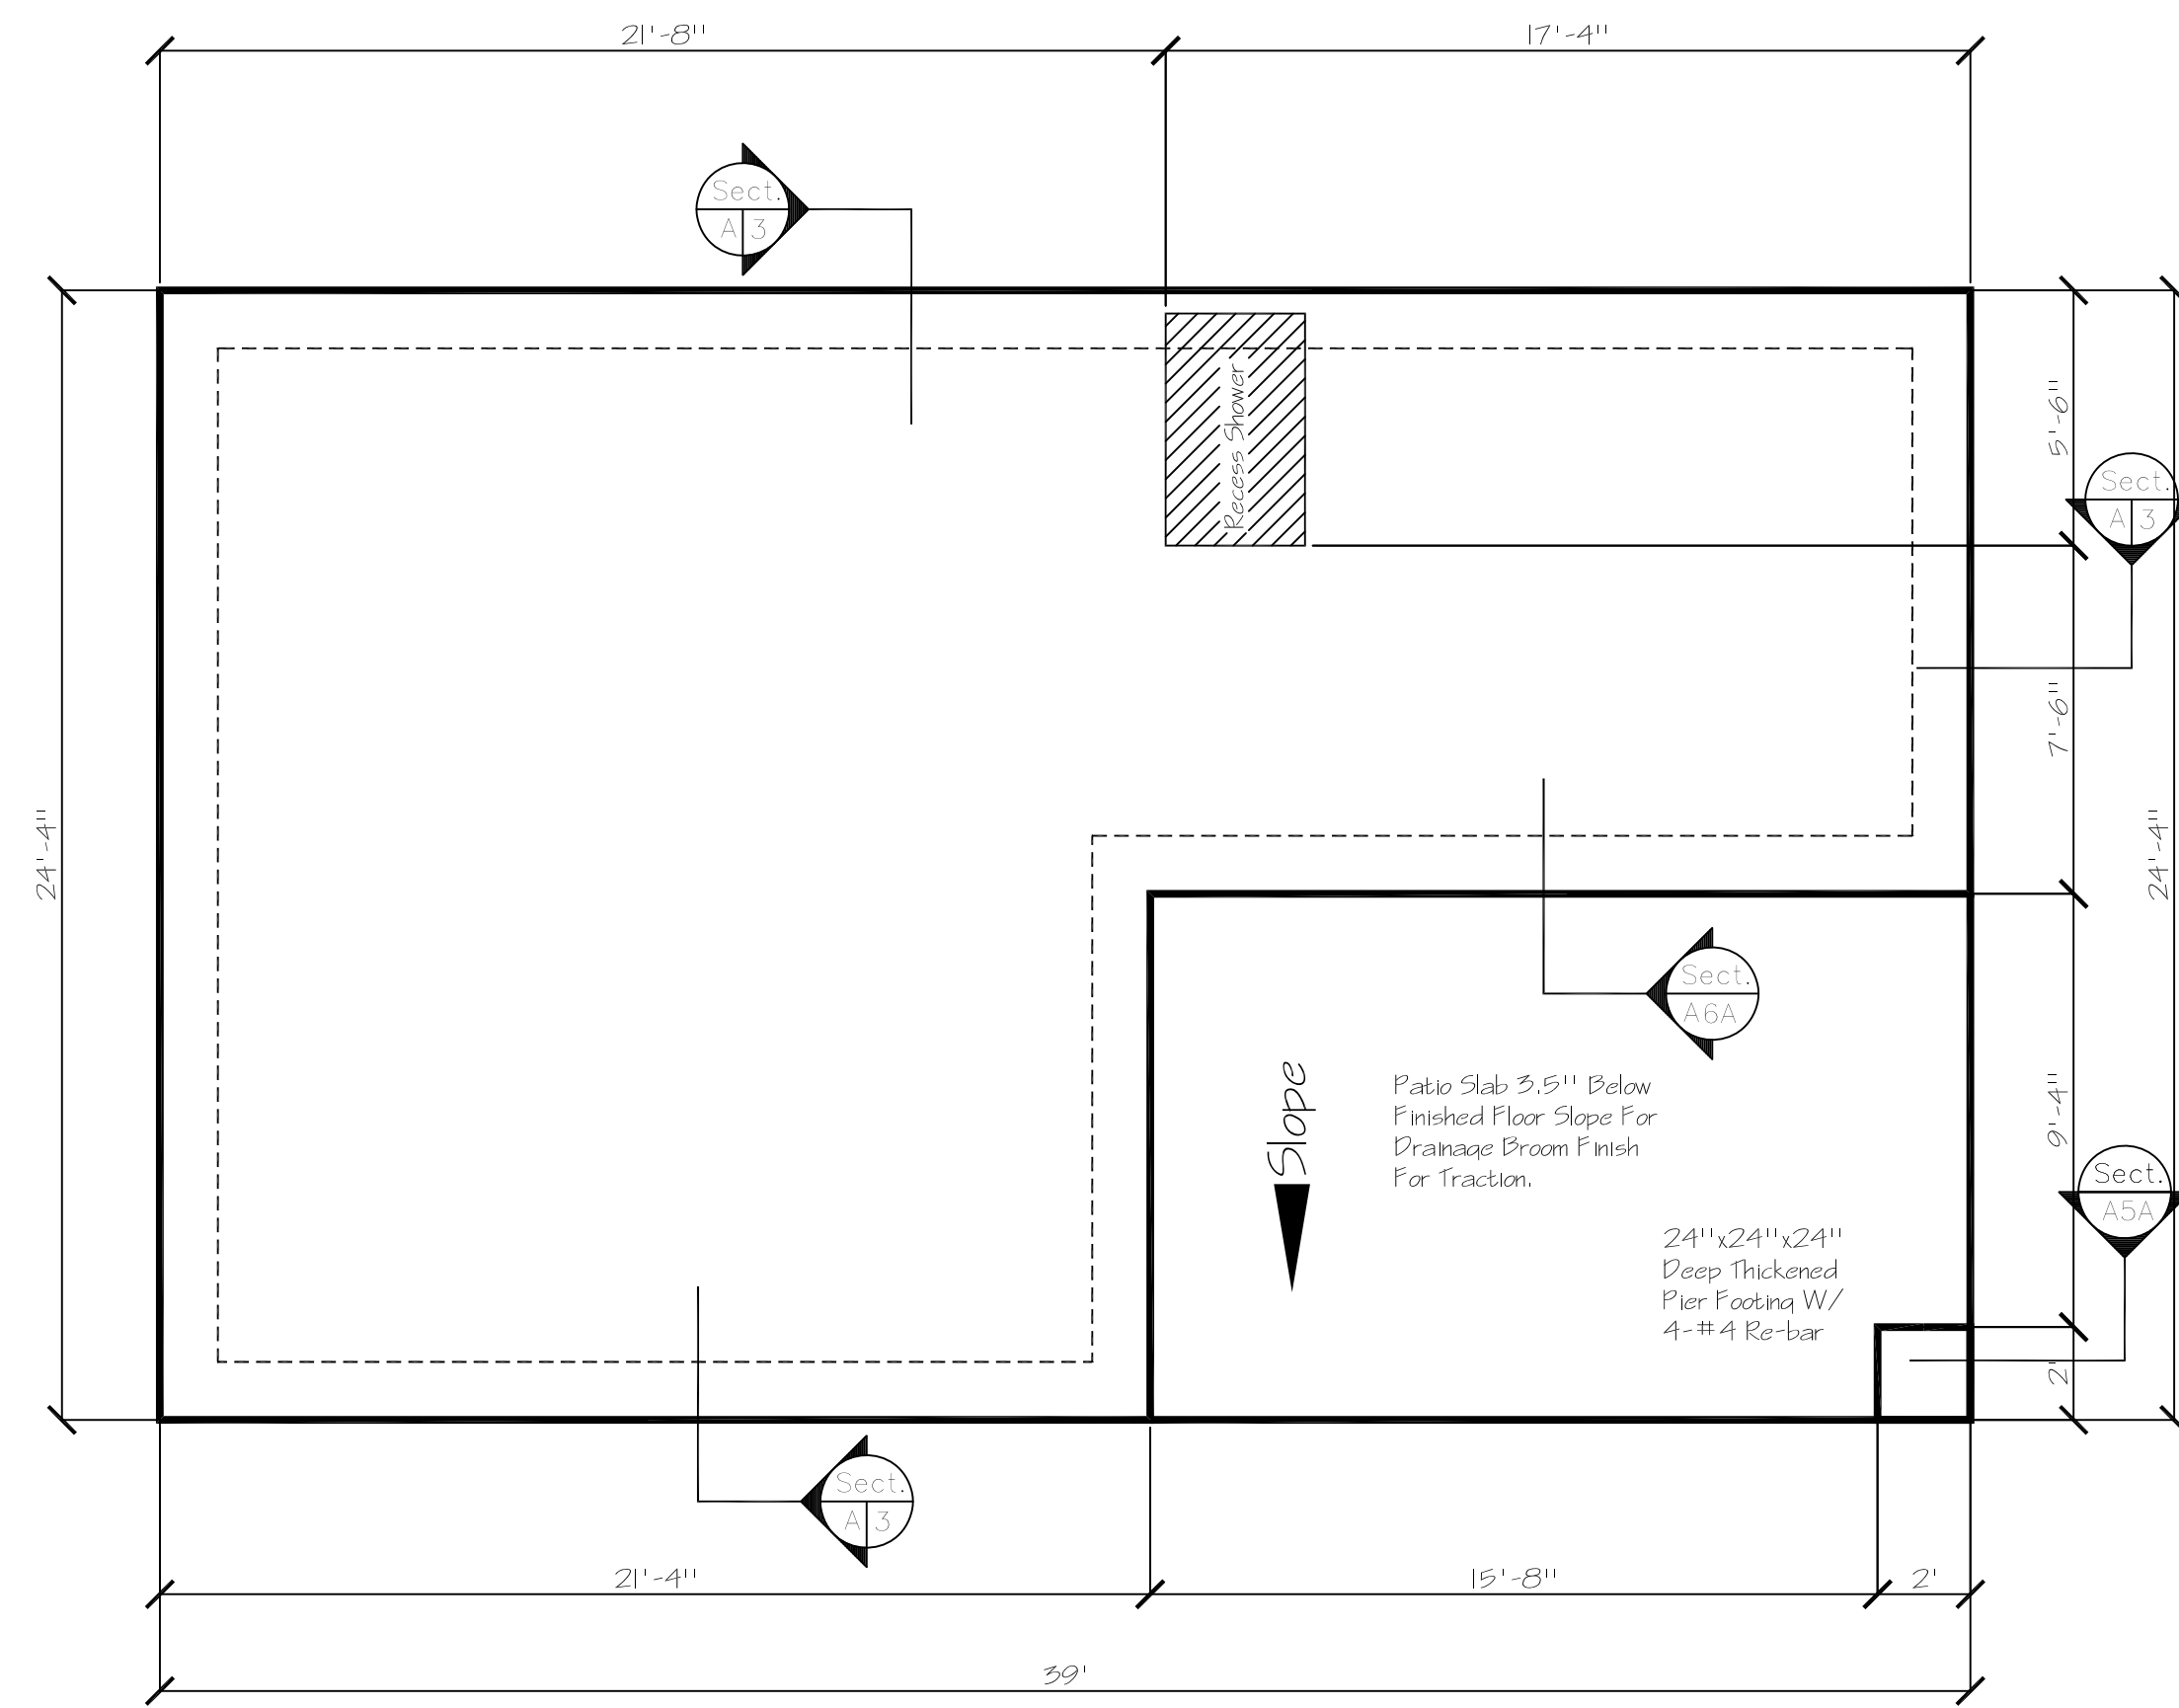 21'-8"
17'-4"
Sect.
A 3
Recess Shower
5'-6"
Sect.
A 3
7'-6"
24'-4"
24'-4"
Sect.
A6A
Slope
Patio Slab 3.5" Below
Finished Floor Slope For
Drainage Broom Finish
For Traction.
9'-4"
Sect.
A5A
24"x24"x24"
Deep Thickened
Pier Footing W/
4-#4 Re-bar
2'
Sect.
A 3
21'-4"
15'-8"
2'
39'